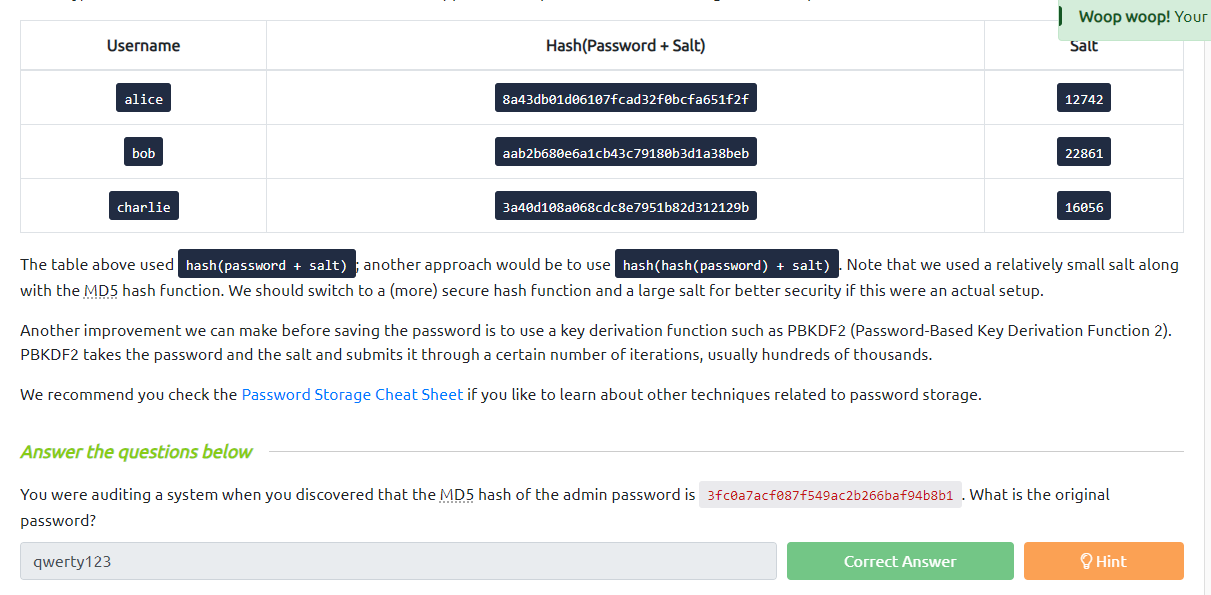 Woop woop! Your
Username Hash(Password + Salt) Salt
alice 8a43db01d06107fcad32f0bcfa651f2f 12742
bob aab2b680e6a1cb43c79180b3d1a38beb 22861
charlie 3a40d108a068cdc8e7951b82d312129b 16056
The table above used hash(password + salt) ; another approach would be to use hash(hash(password) + salt) . Note that we used a relatively small salt along
with the MD5 hash function. We should switch to a (more) secure hash function and a large salt for better security if this were an actual setup.
Another improvement we can make before saving the password is to use a key derivation function such as PBKDF2 (Password-Based Key Derivation Function 2).
PBKDF2 takes the password and the salt and submits it through a certain number of iterations, usually hundreds of thousands.
We recommend you check the Password Storage Cheat Sheet if you like to learn about other techniques related to password storage.
Answer the questions below
You were auditing a system when you discovered that the MD5 hash of the admin password is 3fc0a7acf087f549ac2b266baf94b8b1 . What is the original
password?
qwerty123 Correct Answer Hint